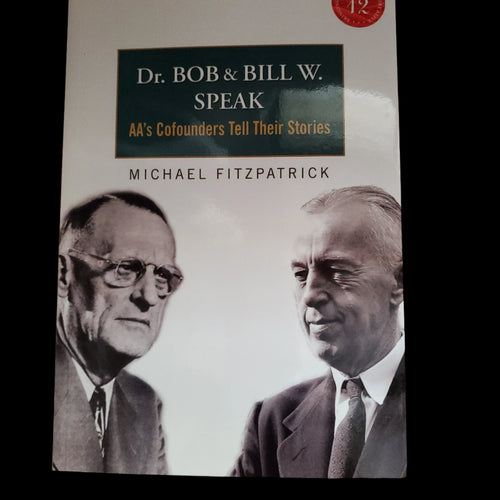 12
Dr. BOB & BILL W.
SPEAK
AA's Cofounders Tell Their Stories
MICHAEL FITZPATRICK